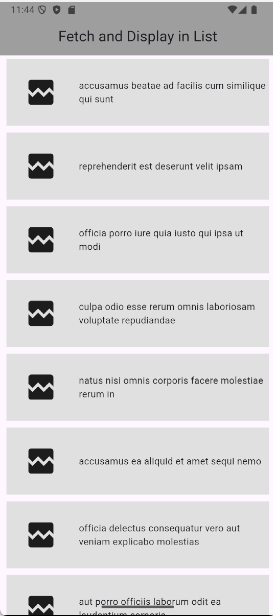 11:44
Fetch and Display in List
accusamus beatae ad facilis cum similique
qui sunt
reprehenderit est deserunt velit ipsam
officia porro iure quia iusto qui ipsa ut
modi
culpa odio esse rerum omnis laboriosam
voluptate repudiandae
natus nisi omnis corporis facere molestiae
rerum in
accusamus ea aliquid et amet sequi nemo
officia delectus consequatur vero aut
veniam explicabo molestias
aut porro officiis laborum odit ea
laudantium corporis